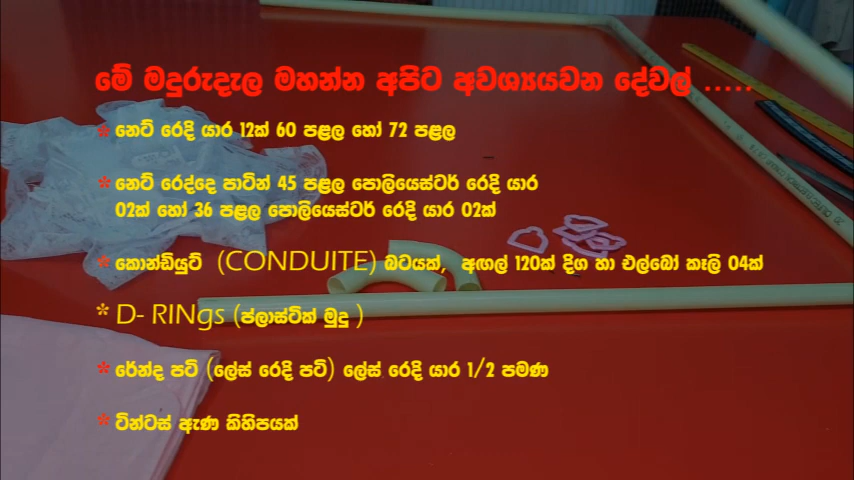 මේ මදුරුදැල මහන්න අපිට අවශ්‍යයවන දේවල් .....
* නෙට් රෙදි යාර 12ක් 60 පළල හෝ 72 පළල
* නෙට් රෙද්දෙ පාටින් 45 පළල පොලියෙස්ටර් රෙදි යාර
02ක් හෝ 36 පළල පොලියෙස්ටර් රෙදි යාර 02ක්
* කොන්ඩියුට් (CONDUITE) බටයක්, අඟල් 120ක් දිග හා එල්බෝ කෑලි 04ක්
* D- RINgs (ප්ලාස්ටික් මුදු )
* රේන්ද පටි (ලේස් රෙදි පටි) ලේස් රෙදි යාර 1/2 පමණ
* ටින්ටස් ඇණ කිහිපයක්